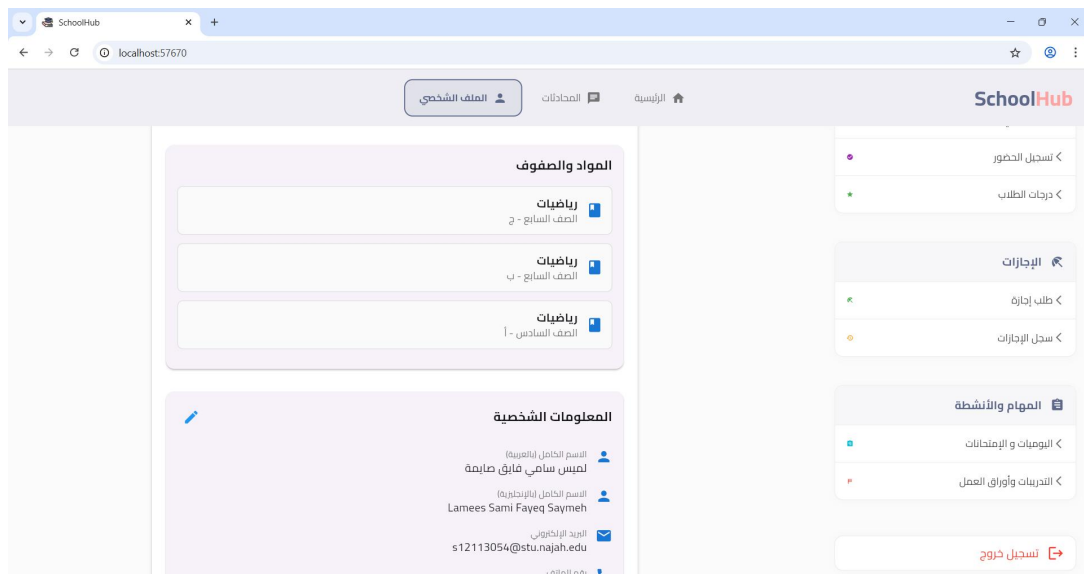 SchoolHub
localhost:57670
SchoolHub
الرئيسية
المحادثات
الملف الشخصي
تسجيل الحضور
درجات الطلاب
الإجازات
طلب إجازة
سجل الإجازات
المهام والأنشطة
اليوميات و الإمتحانات
التدريبات وأوراق العمل
تسجيل خروج
المواد والصفوف
رياضيات
الصف السابع - ج
رياضيات
الصف السابع - ب
رياضيات
الصف السادس - أ
المعلومات الشخصية
الاسم الكامل (بالعربية)
لميس سامي فايق صايمة
الاسم الكامل (بالإنجليزية)
Lamees Sami Fayeq Saymeh
البريد الإلكتروني
s12113054@stu.najah.edu